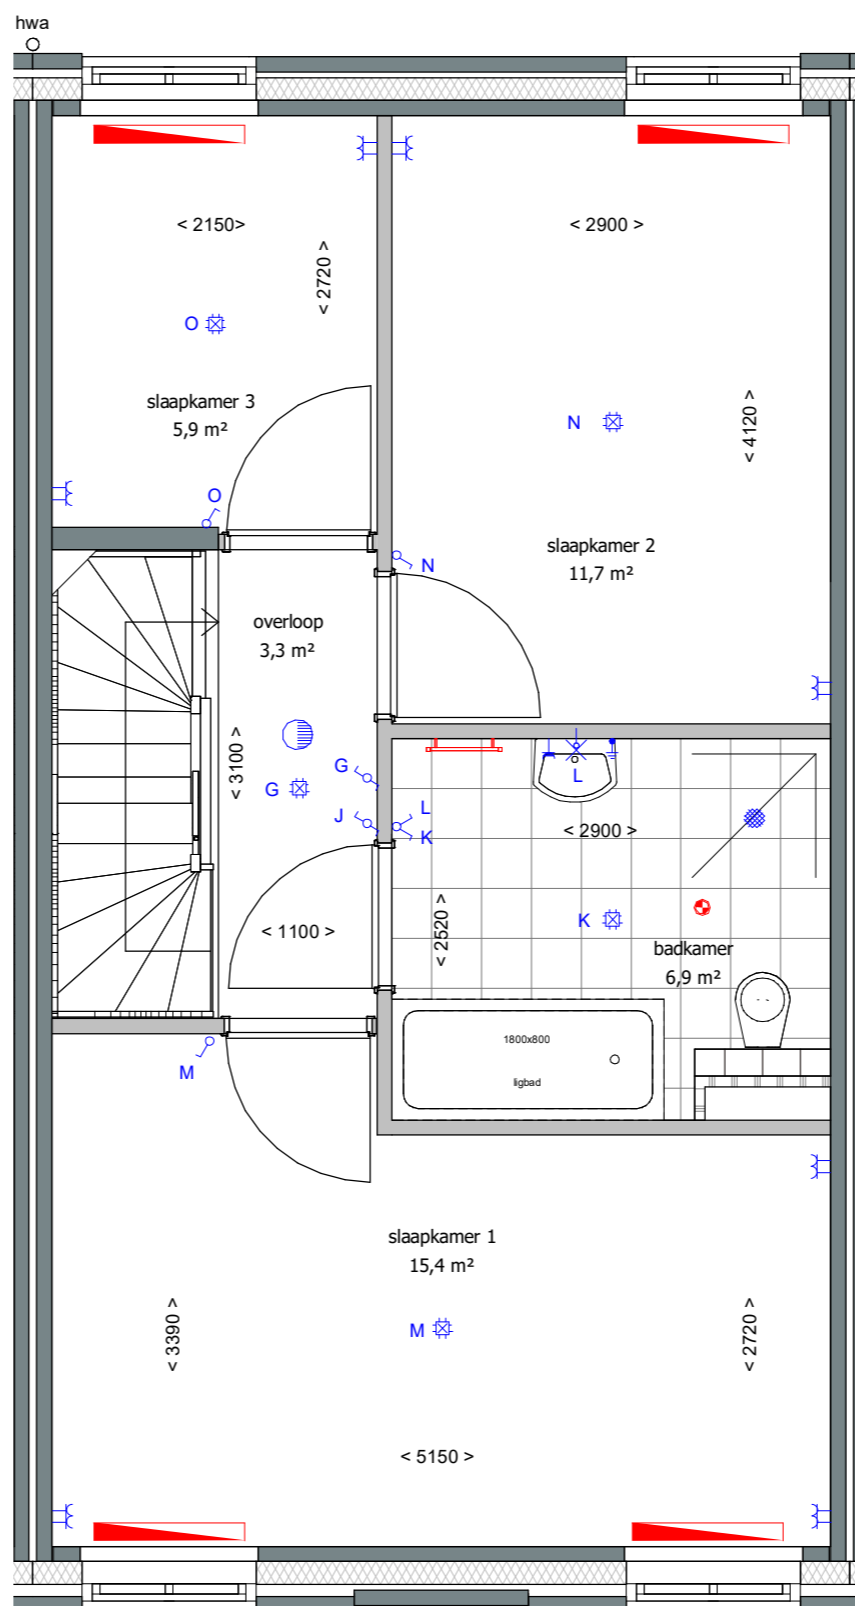 hwa
< 2150>
< 2900 >
< 2720 >
O
slaapkamer 3
5,9 m²
N
< 4120 >
O
slaapkamer 2
11,7 m²
N
overloop
3,3 m²
< 3100 >
G
G
J
L
L
K
< 2900 >
< 1100 >
< 2520 >
K
badkamer
6,9 m²
1800x800
ligbad
M
slaapkamer 1
15,4 m²
M
< 3390 >
< 2720 >
< 5150 >